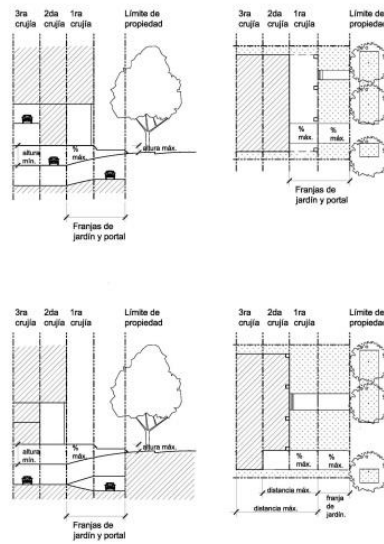 3ra crujía
2da crujía
1ra crujía
Límite de propiedad
altura mín.
% máx.
altura máx.
Franjas de jardín y portal
3ra crujía
2da crujía
1ra crujía
Límite de propiedad
% máx.
% máx.
Franjas de jardín y portal
3ra crujía
2da crujía
1ra crujía
Límite de propiedad
altura mín.
% máx.
altura máx.
Franjas de jardín y portal
3ra crujía
2da crujía
1ra crujía
Límite de propiedad
% máx.
% máx.
distancia máx.
franja de jardín.
distancia máx.